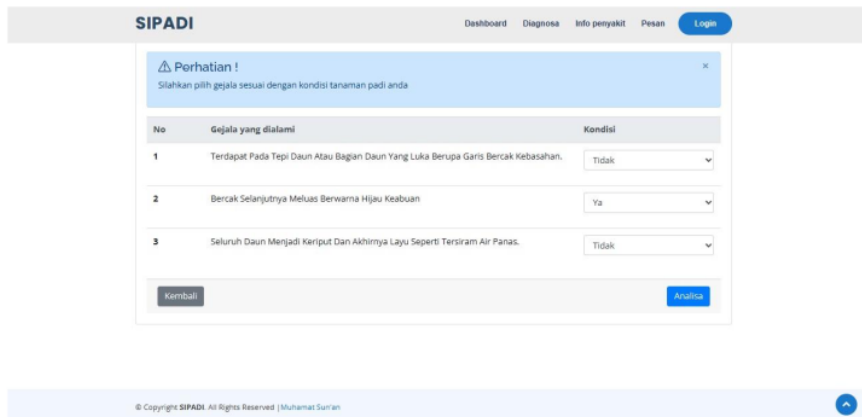 SIPADI
Dashboard Diagnosa Info penyakit Pesan Login
Perhatian !
Silahkan pilih gejala sesuai dengan kondisi tanaman padi anda
×
No Gejala yang dialami Kondisi
1 Terdapat Pada Tepi Daun Atau Bagian Daun Yang Luka Berupa Garis Bercak Kebasahan. Tidak
2 Bercak Selanjutnya Meluas Berwarna Hijau Keabuan Ya
3 Seluruh Daun Menjadi Keriput Dan Akhirnya Layu Seperti Tersiram Air Panas. Tidak
Kembali Analisa
© Copyright SIPADI. All Rights Reserved | Muhamat Sun'an